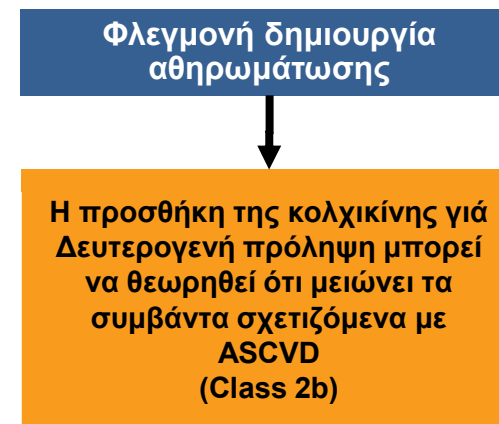 Φλεγμονή δημιουργία
αθηρωμάτωσης
Η προσθήκη της κολχικίνης γιά
Δευτερογενή πρόληψη μπορεί
να θεωρηθεί ότι μειώνει τα
συμβάντα σχετιζόμενα με
ASCVD
(Class 2b)